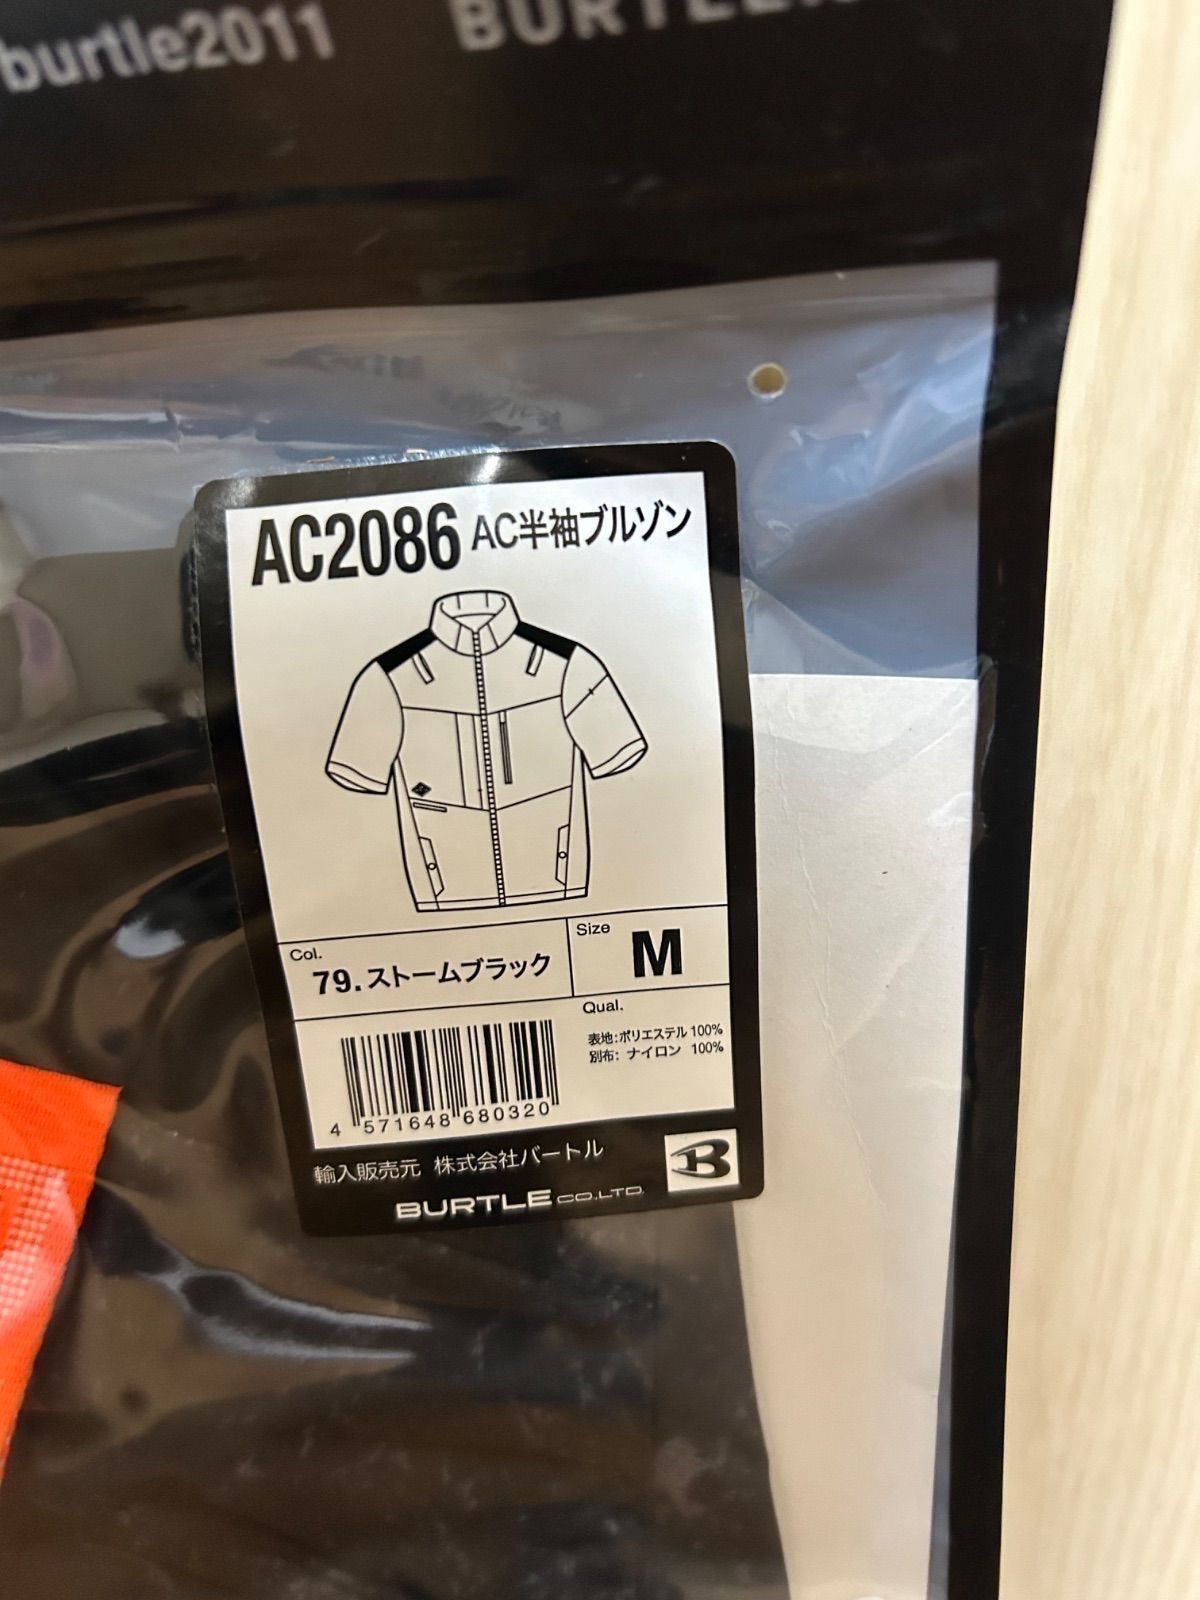 burtle2011
BURTLE
AC2086 AC半袖ブルゾン
Col.
79.ストームブラック
Size
M
Qual.
表地:ポリエステル 100%
別布: ナイロン 100%
4 571648 680320
輸入販売元 株式会社バートル
BURTLE CO.,LTD.
B